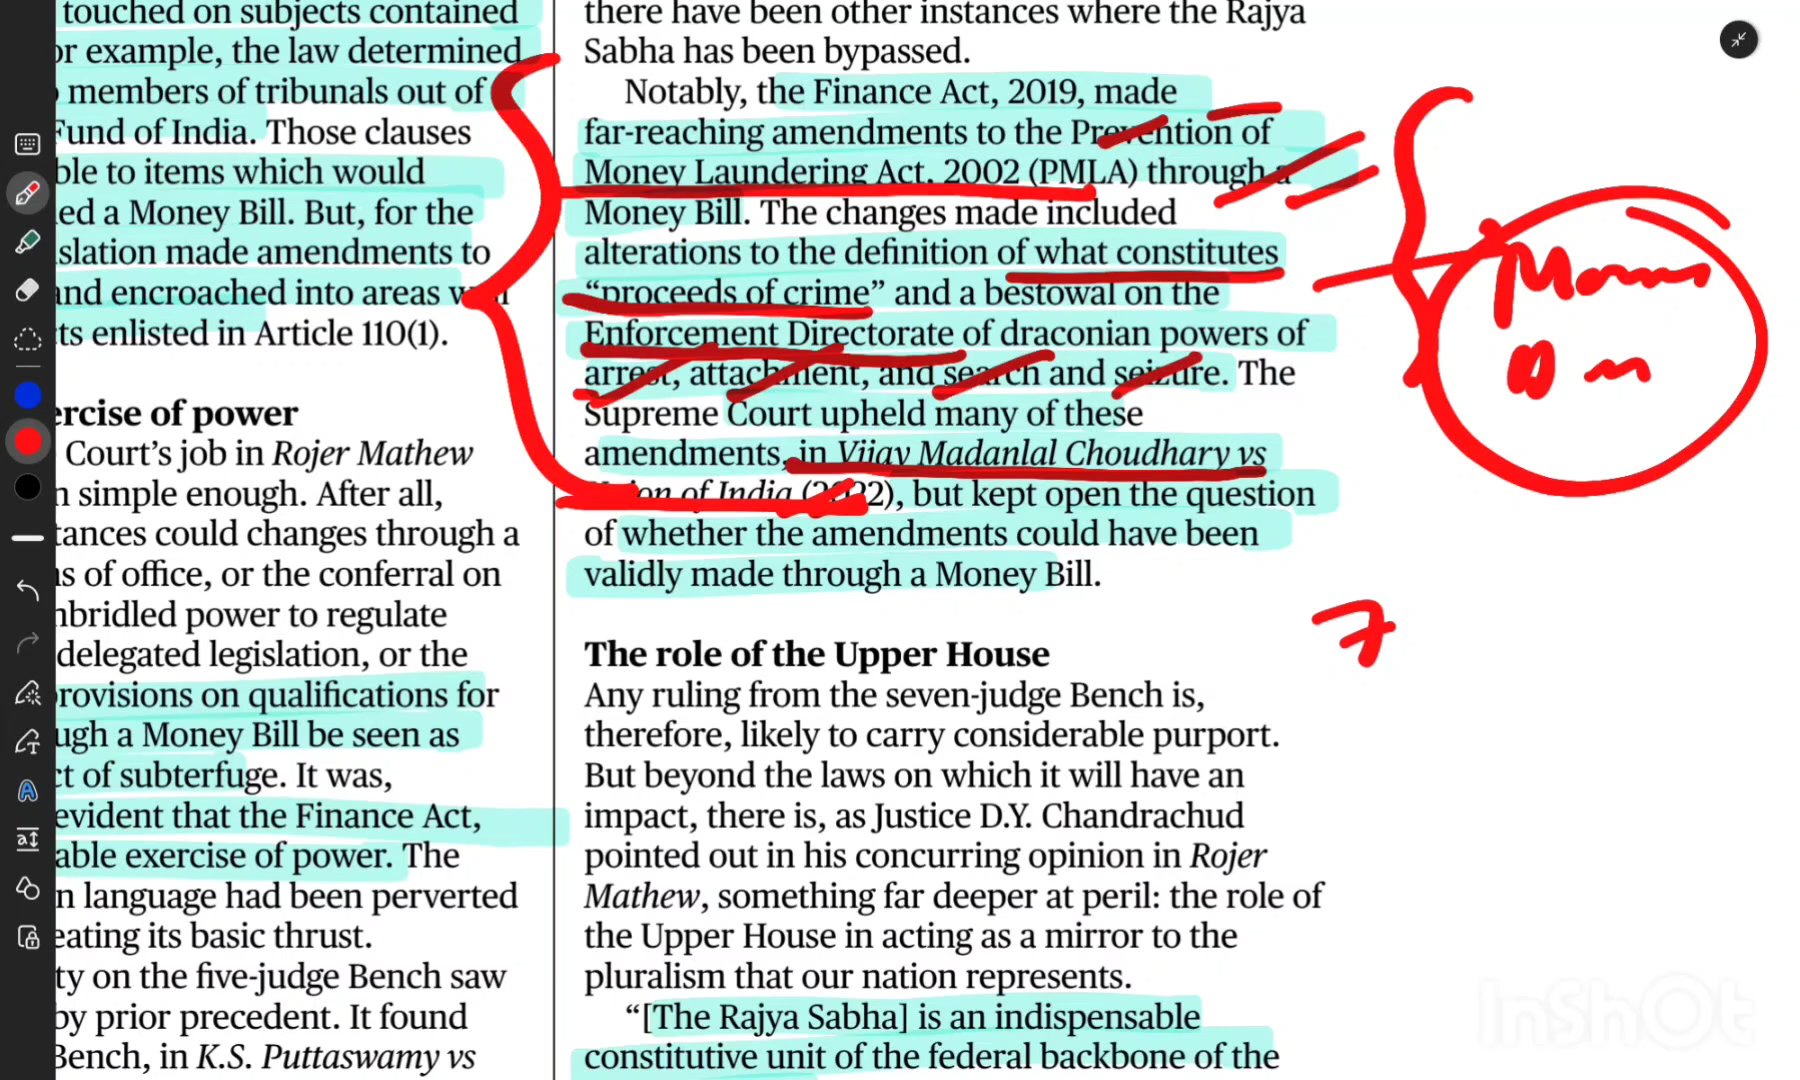 touched on subjects contained
or example, the law determined
members of tribunals out of
Fund of India. Those clauses
ble to items which would
ed a Money Bill. But, for the
slation made amendments to
and encroached into areas
ts enlisted in Article 110(1).
ercise of power
Court’s job in Rojer Mathew
n simple enough. After all,
tances could changes through a
s of office, or the conferral on
nbridled power to regulate
delegated legislation, or the
provisions on qualifications for
ugh a Money Bill be seen as
ct of subterfuge. It was,
evident that the Finance Act,
able exercise of power. The
n language had been perverted
eating its basic thrust.
ty on the five-judge Bench saw
by prior precedent. It found
Bench, in K.S. Puttaswamy vs
there have been other instances where the Rajya
Sabha has been bypassed.
Notably, the Finance Act, 2019, made
far-reaching amendments to the Prevention of
Money Laundering Act, 2002 (PMLA) through a
Money Bill. The changes made included
alterations to the definition of what constitutes
“proceeds of crime” and a bestowal on the
Enforcement Directorate of draconian powers of
arrest, attachment, and search and seizure. The
Supreme Court upheld many of these
amendments, in Vijay Madanlal Choudhary vs
Union of India (2022), but kept open the question
of whether the amendments could have been
validly made through a Money Bill.
The role of the Upper House
Any ruling from the seven-judge Bench is,
therefore, likely to carry considerable purport.
But beyond the laws on which it will have an
impact, there is, as Justice D.Y. Chandrachud
pointed out in his concurring opinion in Rojer
Mathew, something far deeper at peril: the role of
the Upper House in acting as a mirror to the
pluralism that our nation represents.
“[The Rajya Sabha] is an indispensable
constitutive unit of the federal backbone of the
7
InShOt